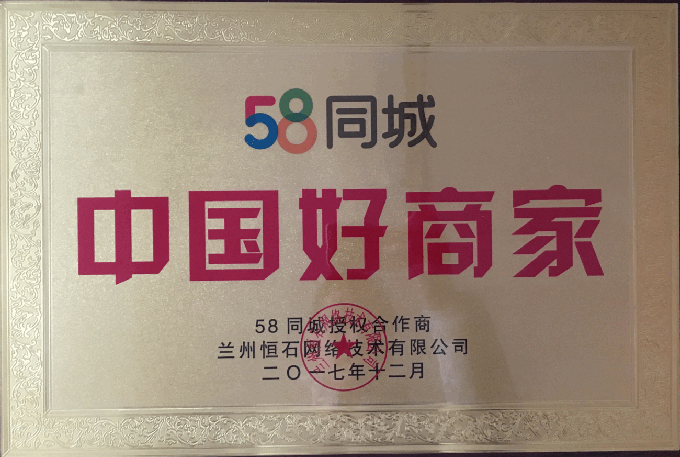 58同城
中国好商家
58同城授权合作商
兰州恒石网络技术有限公司
二〇一七年十二月